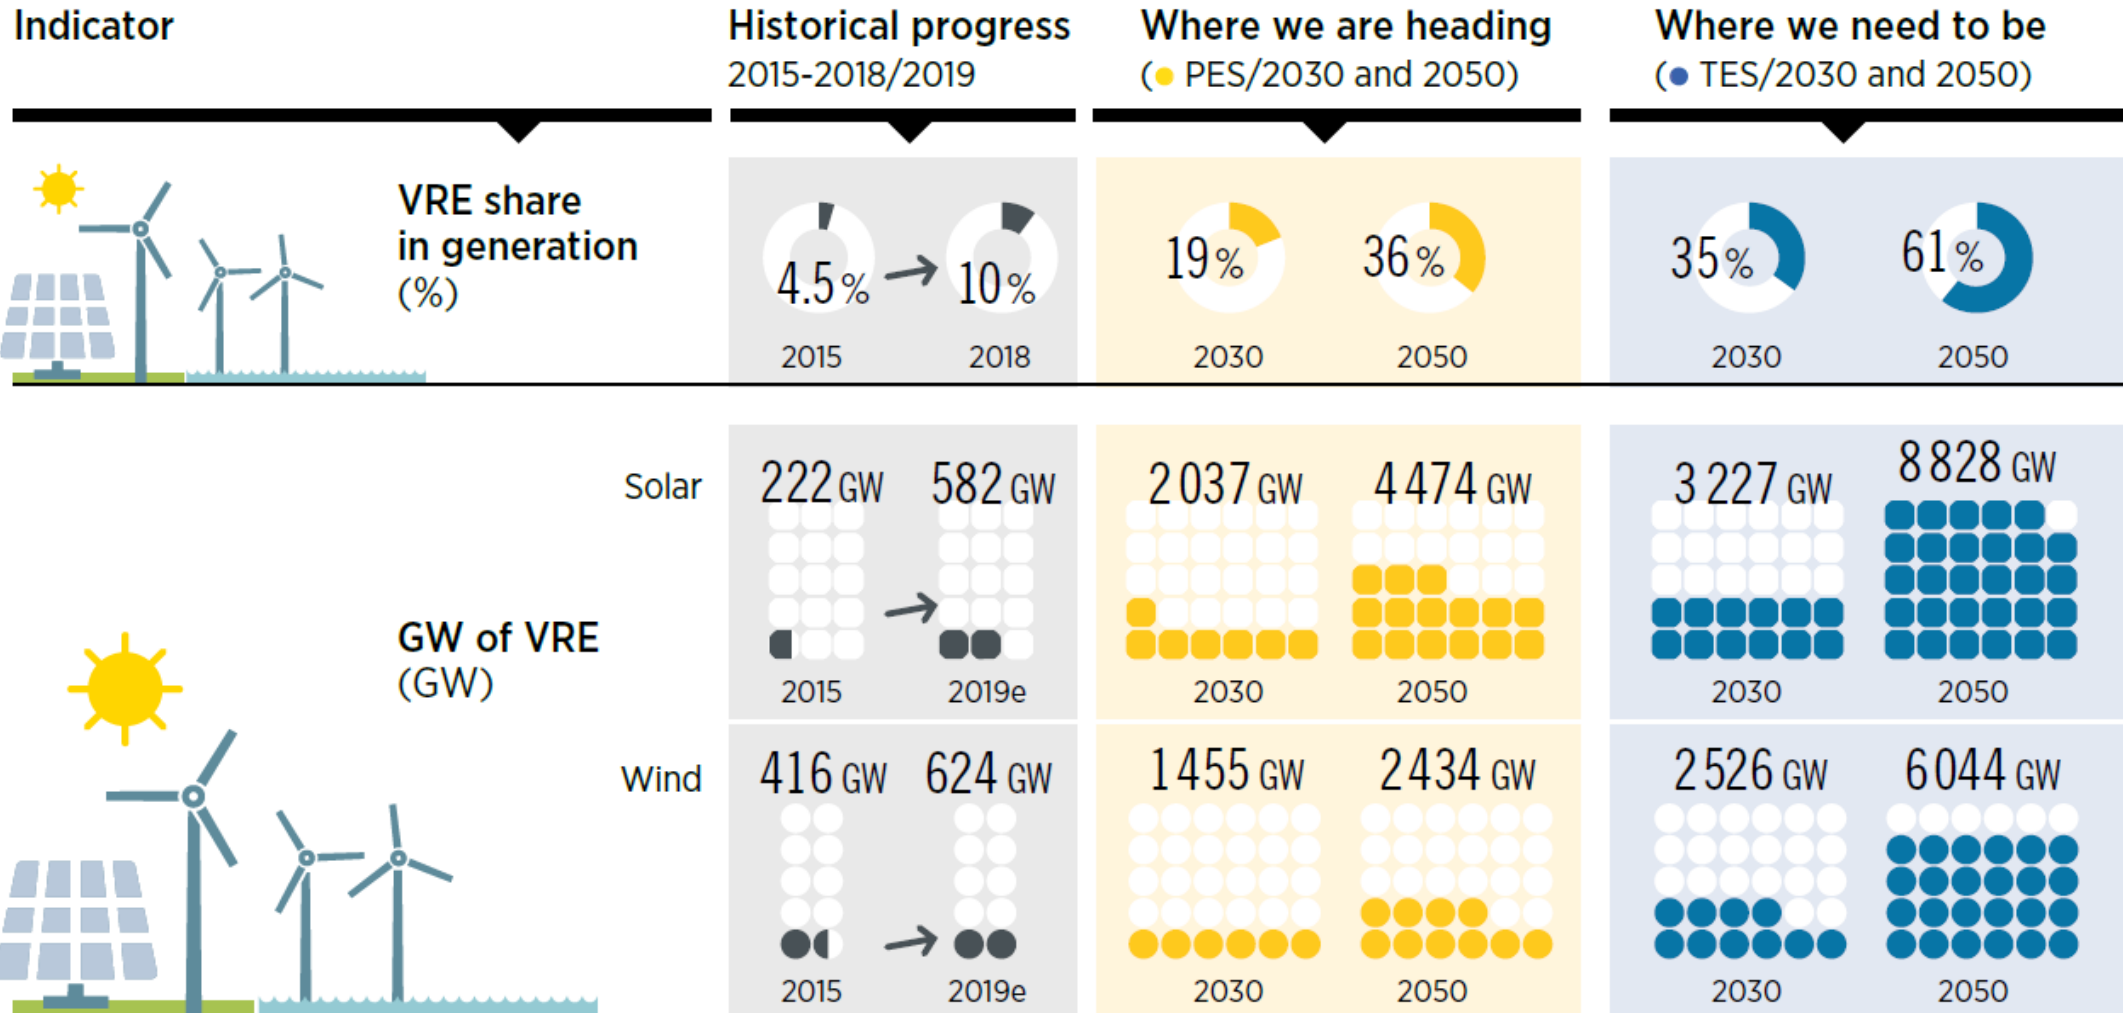 Indicator
Historical progress
2015-2018/2019
Where we are heading
(● PES/2030 and 2050)
Where we need to be
(● TES/2030 and 2050)
VRE share
in generation
(%)
4.5 %
10 %
2015
2018
19 %
36 %
2030
2050
35 %
61 %
2030
2050
GW of VRE
(GW)
Solar
222 GW
582 GW
2015
2019e
2 037 GW
4 474 GW
2030
2050
3 227 GW
8 828 GW
2030
2050
Wind
416 GW
624 GW
2015
2019e
1 455 GW
2 434 GW
2030
2050
2 526 GW
6 044 GW
2030
2050